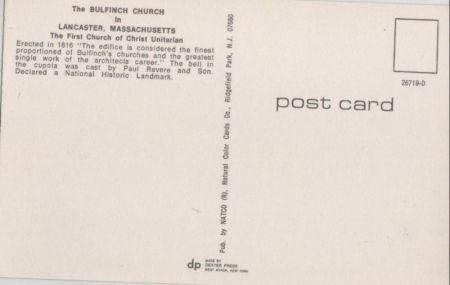 The BULFINCH CHURCH
in
LANCASTER, MASSACHUSETTS
The First Church of Christ Unitarian
Erected in 1816 "The edifice is considered the finest
proportioned of Bulfinch's churches and the greatest
single work of the architects career." The bell in
the cupola was cast by Paul Revere and Son.
Declared a National Historic Landmark.
Pub. by NATCO (R), Natural Color Cards Co., Ridgefield Park, N.J. 07660
26719-D
post card
dp
MADE BY
DEXTER PRESS
WEST NYACK, NEW YORK